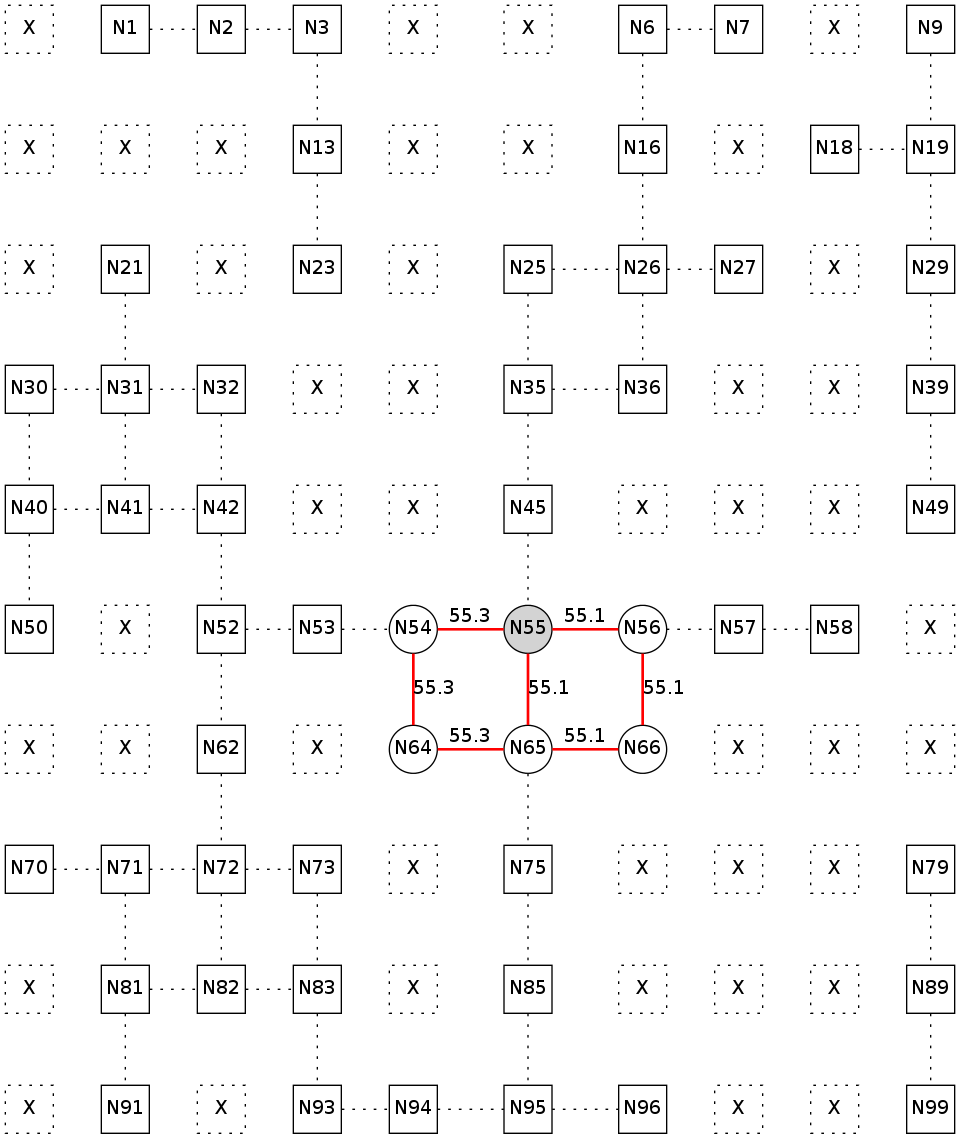 X N1 N2 N3 X X N6 N7 X N9
X X X N13 X X N16 X N18 N19
X N21 X N23 X N25 N26 N27 X N29
N30 N31 N32 X X N35 N36 X X N39
N40 N41 N42 X X N45 X X X N49
55.3 55.1
N50 X N52 N53 N54 N55 N56 N57 N58 X
55.3 55.1 55.1
55.3 55.1
X X N62 X N64 N65 N66 X X X
N70 N71 N72 N73 X N75 X X X N79
X N81 N82 N83 X N85 X X X N89
X N91 X N93 N94 N95 N96 X X N99